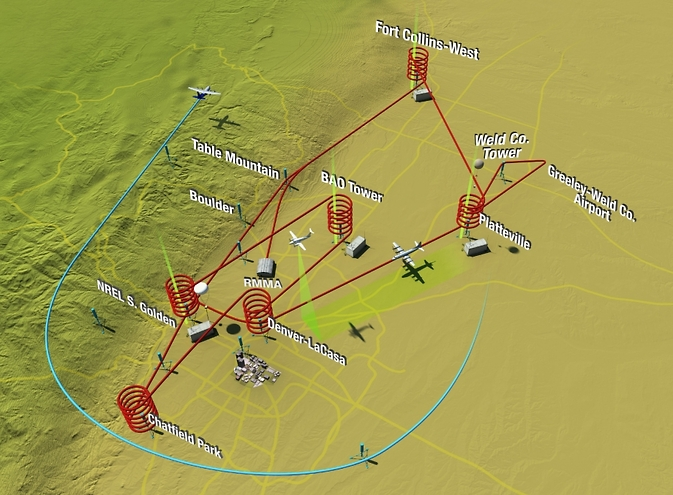 Fort Collins-West
Weld Co.
Tower
Table Mountain
Greeley-Weld Co.
Airport
BAO Tower
Boulder
Platteville
RMMA
NREL S. Golden
Denver-LaCasa
Chatfield Park